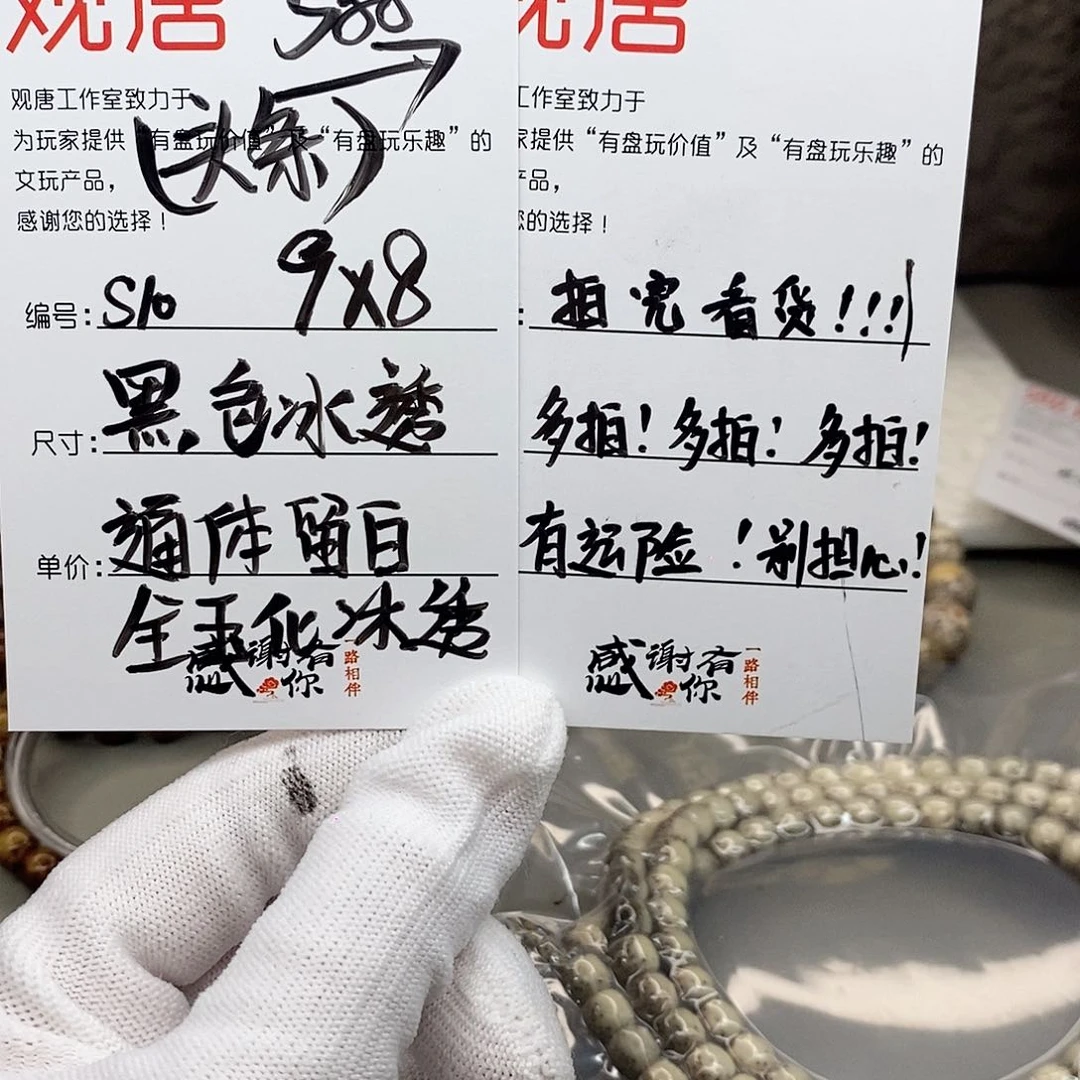 观唐
580
观工作室致力于
为玩家提供“有盘玩价值”及“有盘玩乐趣”的
文玩产品，
感谢您的选择！
(头条)
编号：S10 9x8
尺寸：黑色冰透
单价：通体留白
全玉化冰透
感谢有你
一路相伴
观唐
工作室致力于
家提供“有盘玩价值”及“有盘玩乐趣”的
产品，
您的选择！
：拍完看货!!!
多拍!多拍!多拍!
有运险!别担心!
感谢有你
一路相伴